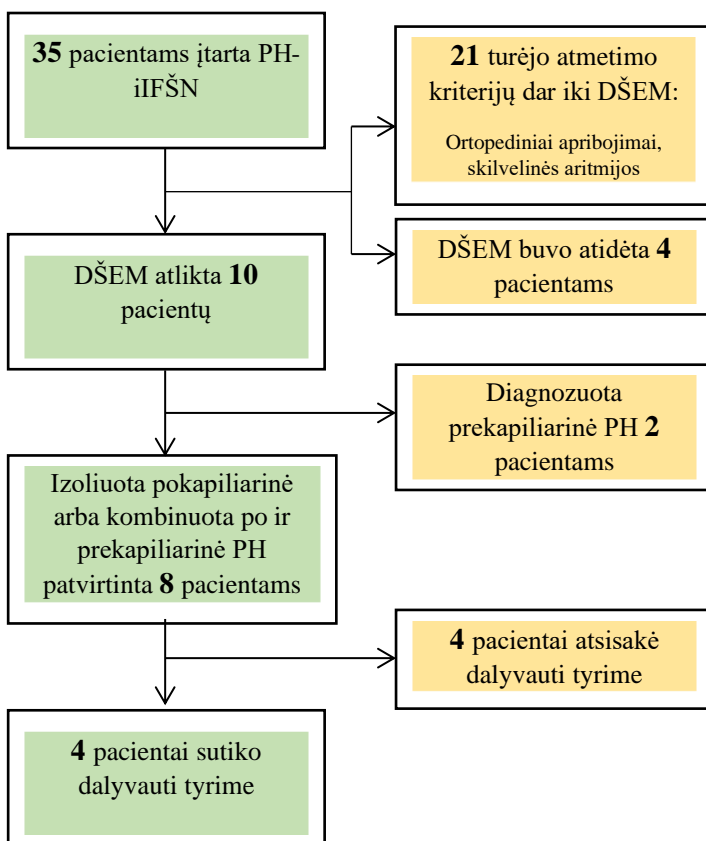 35 pacientams įtarta PH-
iIFŠN
21 turėjo atmetimo
kriterijų dar iki DŠEM:
Ortopediniai apribojimai,
skilvelinės aritmijos
DŠEM buvo atidėta 4
pacientams
DŠEM atlikta 10
pacientų
Diagnozuota
prekapiliarinė PH 2
pacientams
Izoliuota pokapiliarinė
arba kombinuota po ir
prekapiliarinė PH
patvirtinta 8 pacientams
4 pacientai atsisakė
dalyvauti tyrime
4 pacientai sutiko
dalyvauti tyrime